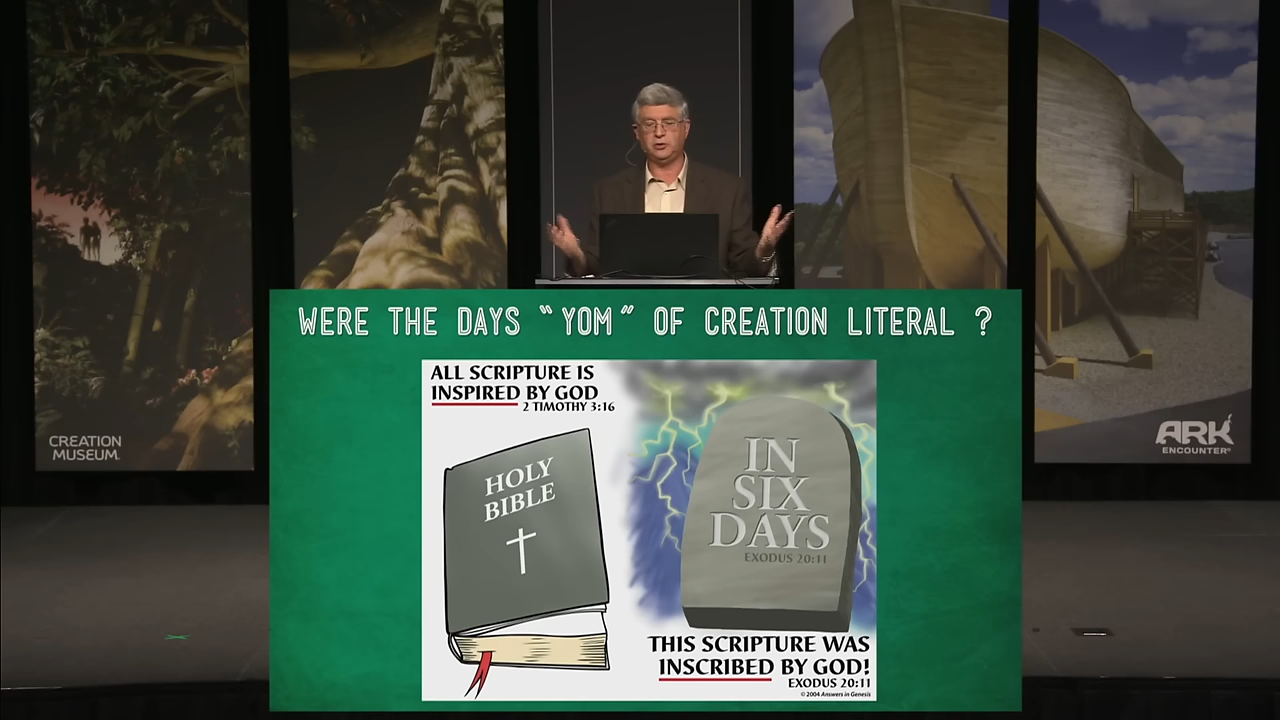 CREATION
MUSEUM
ARK
ENCOUNTER
WERE THE DAYS “YOM” OF CREATION LITERAL ?
ALL SCRIPTURE IS
INSPIRED BY GOD
2 TIMOTHY 3:16
HOLY
BIBLE
IN
SIX
DAYS
EXODUS 20:11
THIS SCRIPTURE WAS
INSCRIBED BY GOD!
EXODUS 20:11
© 2004 Answers in Genesis